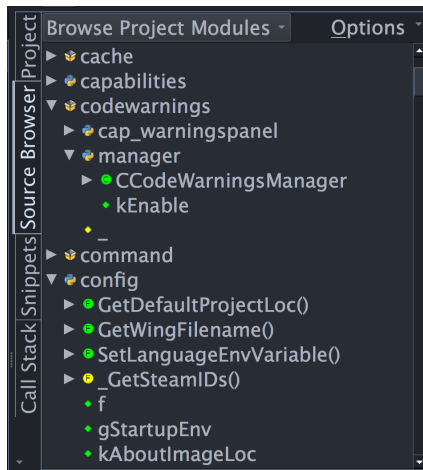 Browse Project Modules
Options
Project
Source Browser
Snippets
Call Stack
cache
capabilities
codewarnings
cap_warningspanel
manager
C CCodeWarningsManager
kEnable
_
command
config
F GetDefaultProjectLoc()
F GetWingFilename()
F SetLanguageEnvVariable()
F _GetSteamIDs()
f
gStartupEnv
kAboutImageLoc